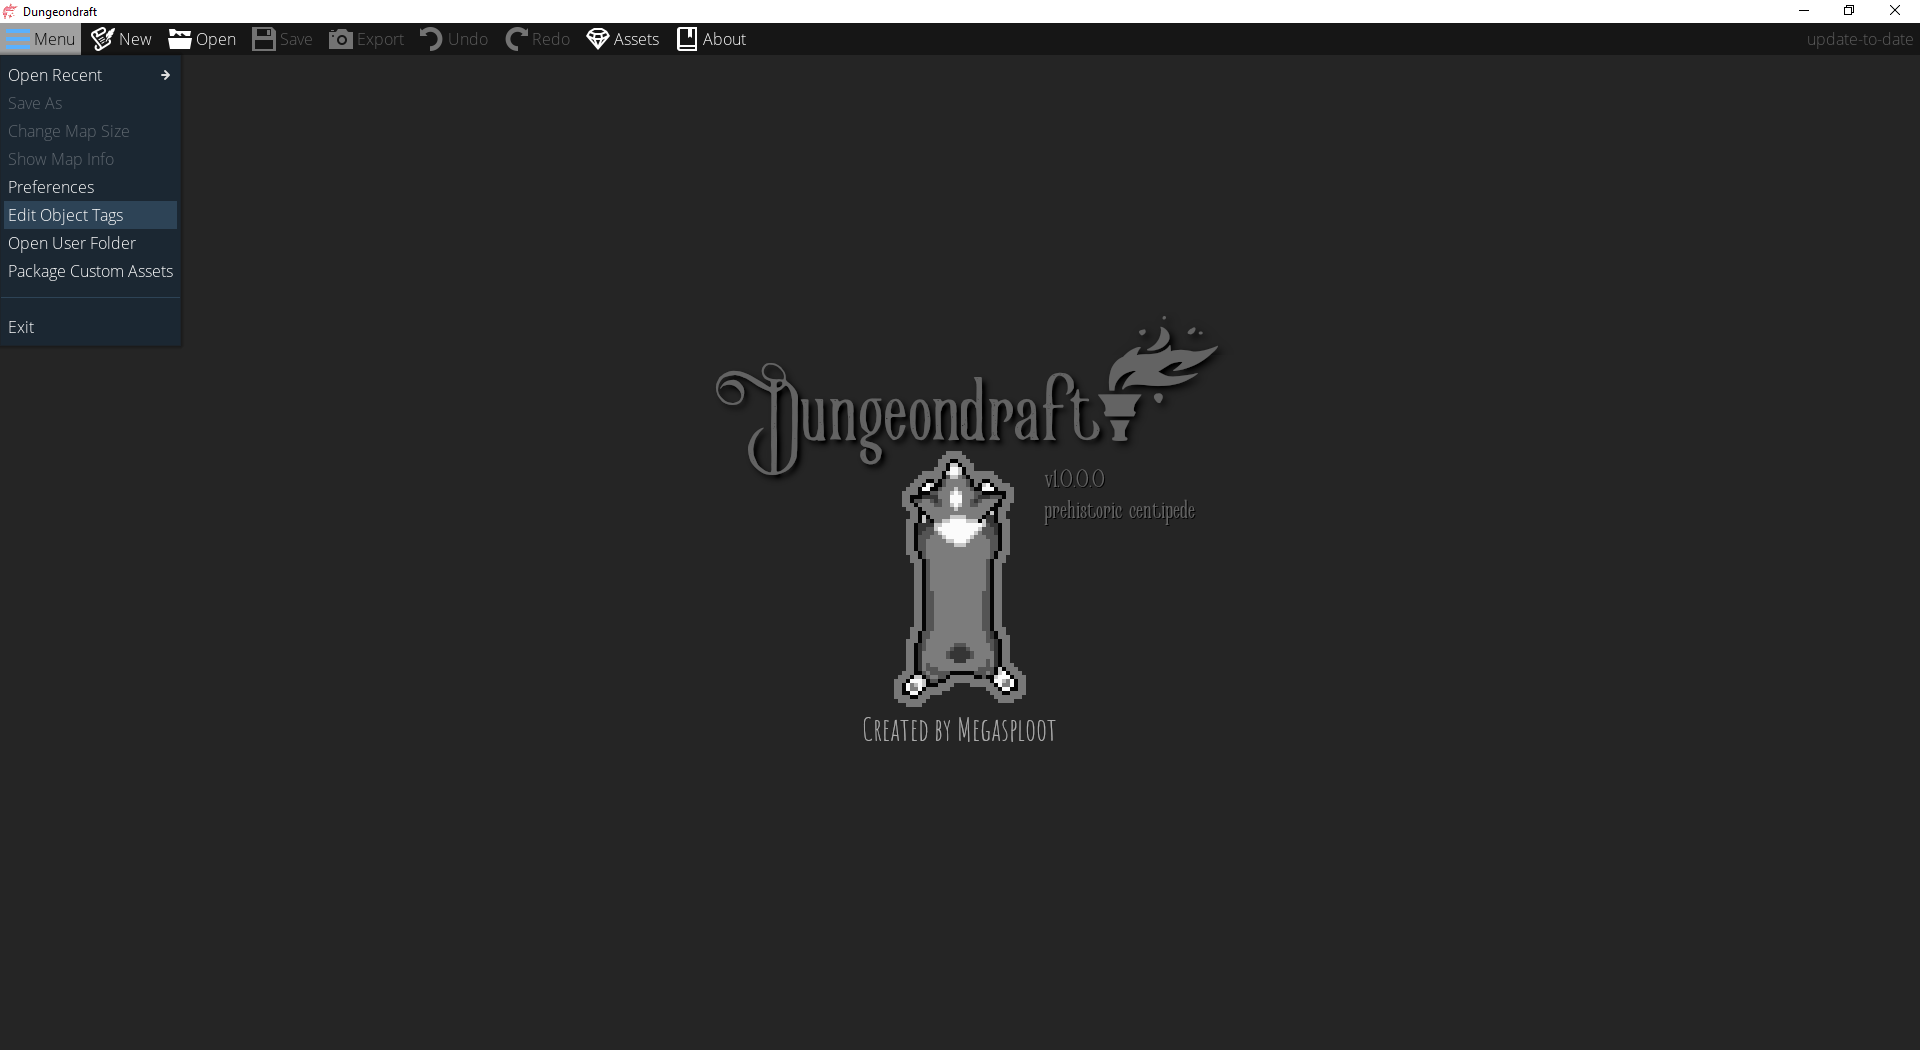 Dungeondraft
Menu New Open Save Export Undo Redo Assets About update-to-date
Open Recent
Save As
Change Map Size
Show Map Info
Preferences
Edit Object Tags
Open User Folder
Package Custom Assets
Exit
Dungeondraft
v1.0.0.0
prehistoric centipede
Created by Megasploot